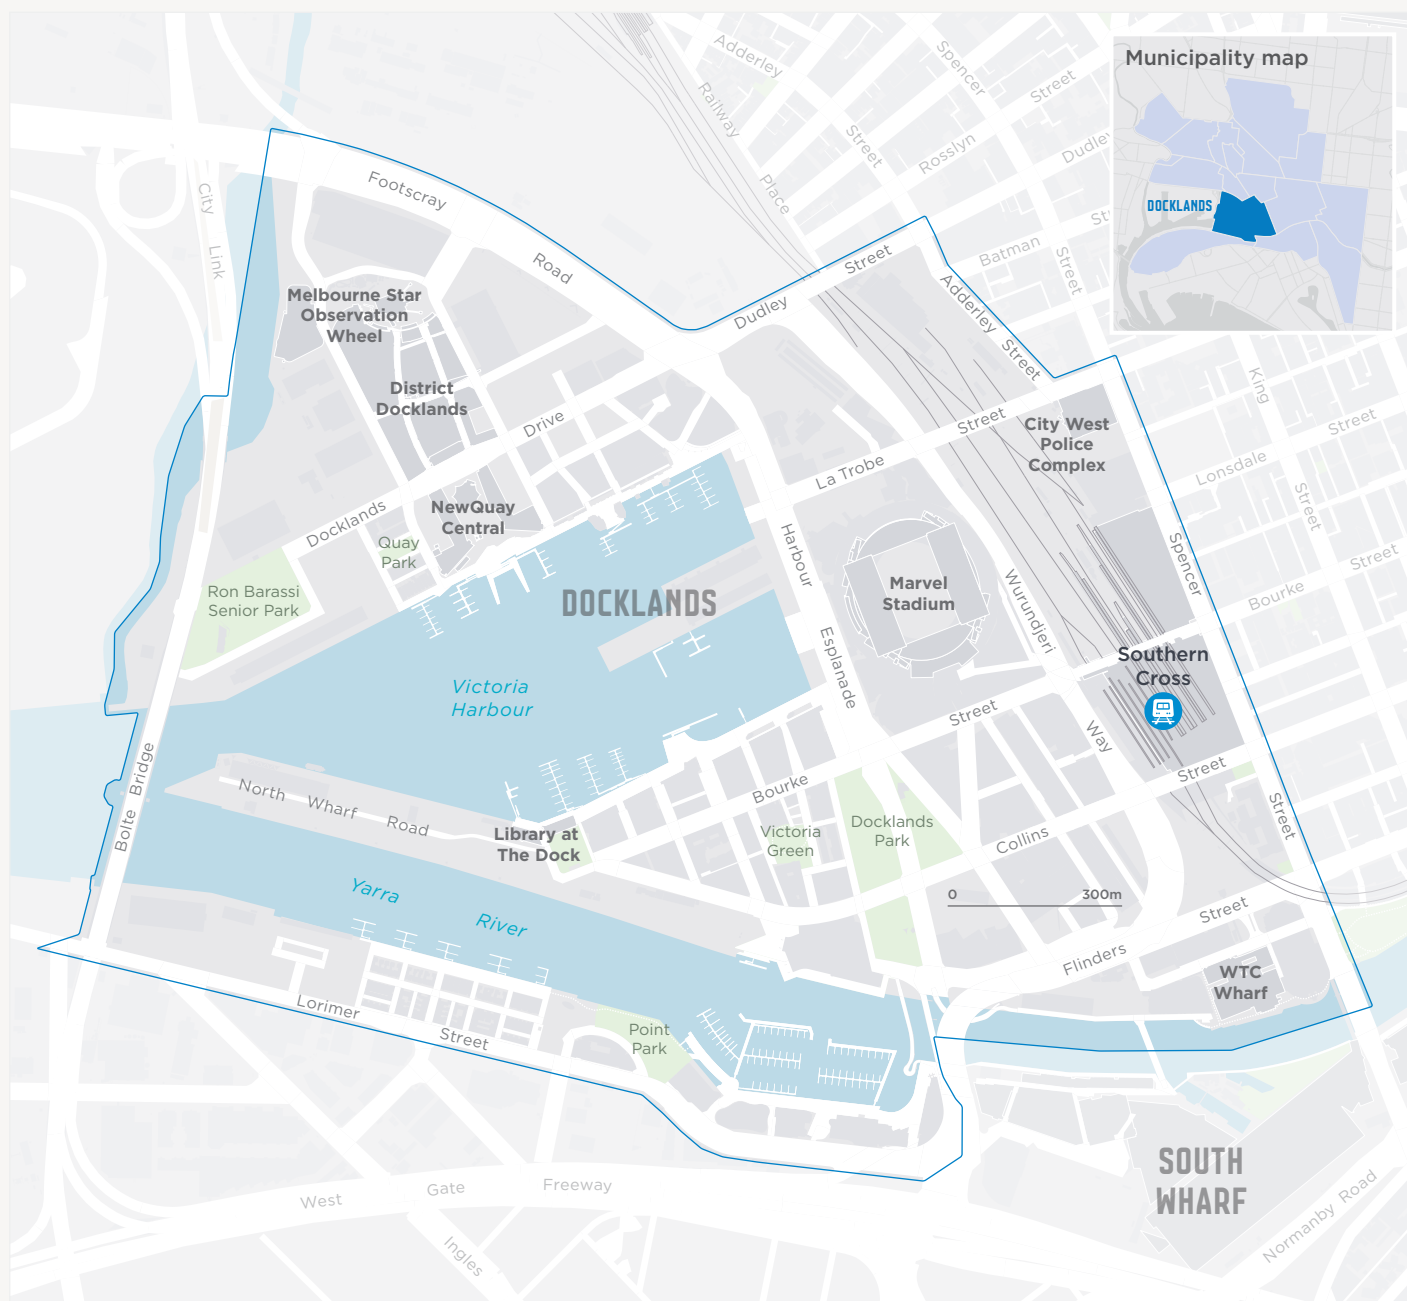 Municipality map
DOCKLANDS
Adderley
Street
Spencer
Street
Railway
Place
Rosslyn
Street
Dudley
Batman
St
City
Link
Footscray
Road
Dudley
Street
Adderley
Street
Melbourne Star
Observation
Wheel
District
Docklands
Docklands
Drive
La Trobe
Street
City West
Police
Complex
King
Street
Lonsdale
Street
NewQuay
Central
Quay
Park
Ron Barassi
Senior Park
DOCKLANDS
Harbour
Esplanade
Marvel
Stadium
Wurundjeri
Way
Spencer
Street
Bourke
Street
Southern
Cross
Victoria
Harbour
Bourke
Street
Bolte Bridge
North Wharf Road
Library at
The Dock
Victoria
Green
Docklands
Park
Collins
Street
0 300m
Yarra
River
Flinders
Street
WTC
Wharf
Lorimer
Street
Point
Park
SOUTH
WHARF
West Gate Freeway
Ingles
Normanby Road